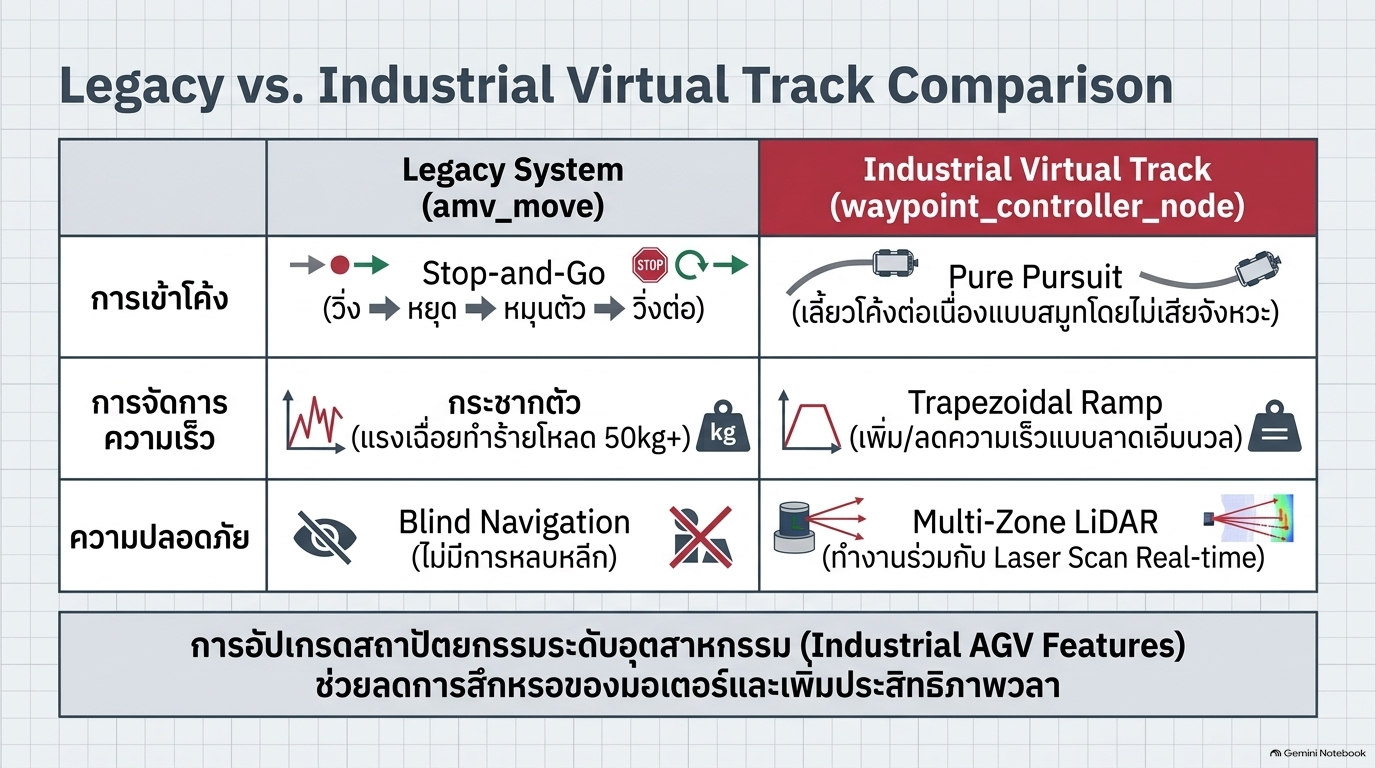 Legacy vs. Industrial Virtual Track Comparison
Legacy System
(amv_move)
Industrial Virtual Track
(waypoint_controller_node)
การเข้าโค้ง
STOP
Stop-and-Go
(วิ่ง ➡ หยุด ➡ หมุนตัว ➡ วิ่งต่อ)
Pure Pursuit
(เลี้ยวโค้งต่อเนื่องแบบสมูทโดยไม่เสียจังหวะ)
การจัดการ
ความเร็ว
กระชากตัว
(แรงเฉื่อยทำร้ายโหลด 50kg+)
kg
Trapezoidal Ramp
(เพิ่ม/ลดความเร็วแบบลาดเอีมนวล)
ความปลอดภัย
Blind Navigation
(ไม่มีการหลบหลีก)
Multi-Zone LiDAR
(ทำงานร่วมกับ Laser Scan Real-time)
การอัปเกรดสถาปัตยกรรมระดับอุตสาหกรรม (Industrial AGV Features)
ช่วยลดการสึกหรอของมอเตอร์และเพิ่มประสิทธิภาพวลา
Gemini Notebook